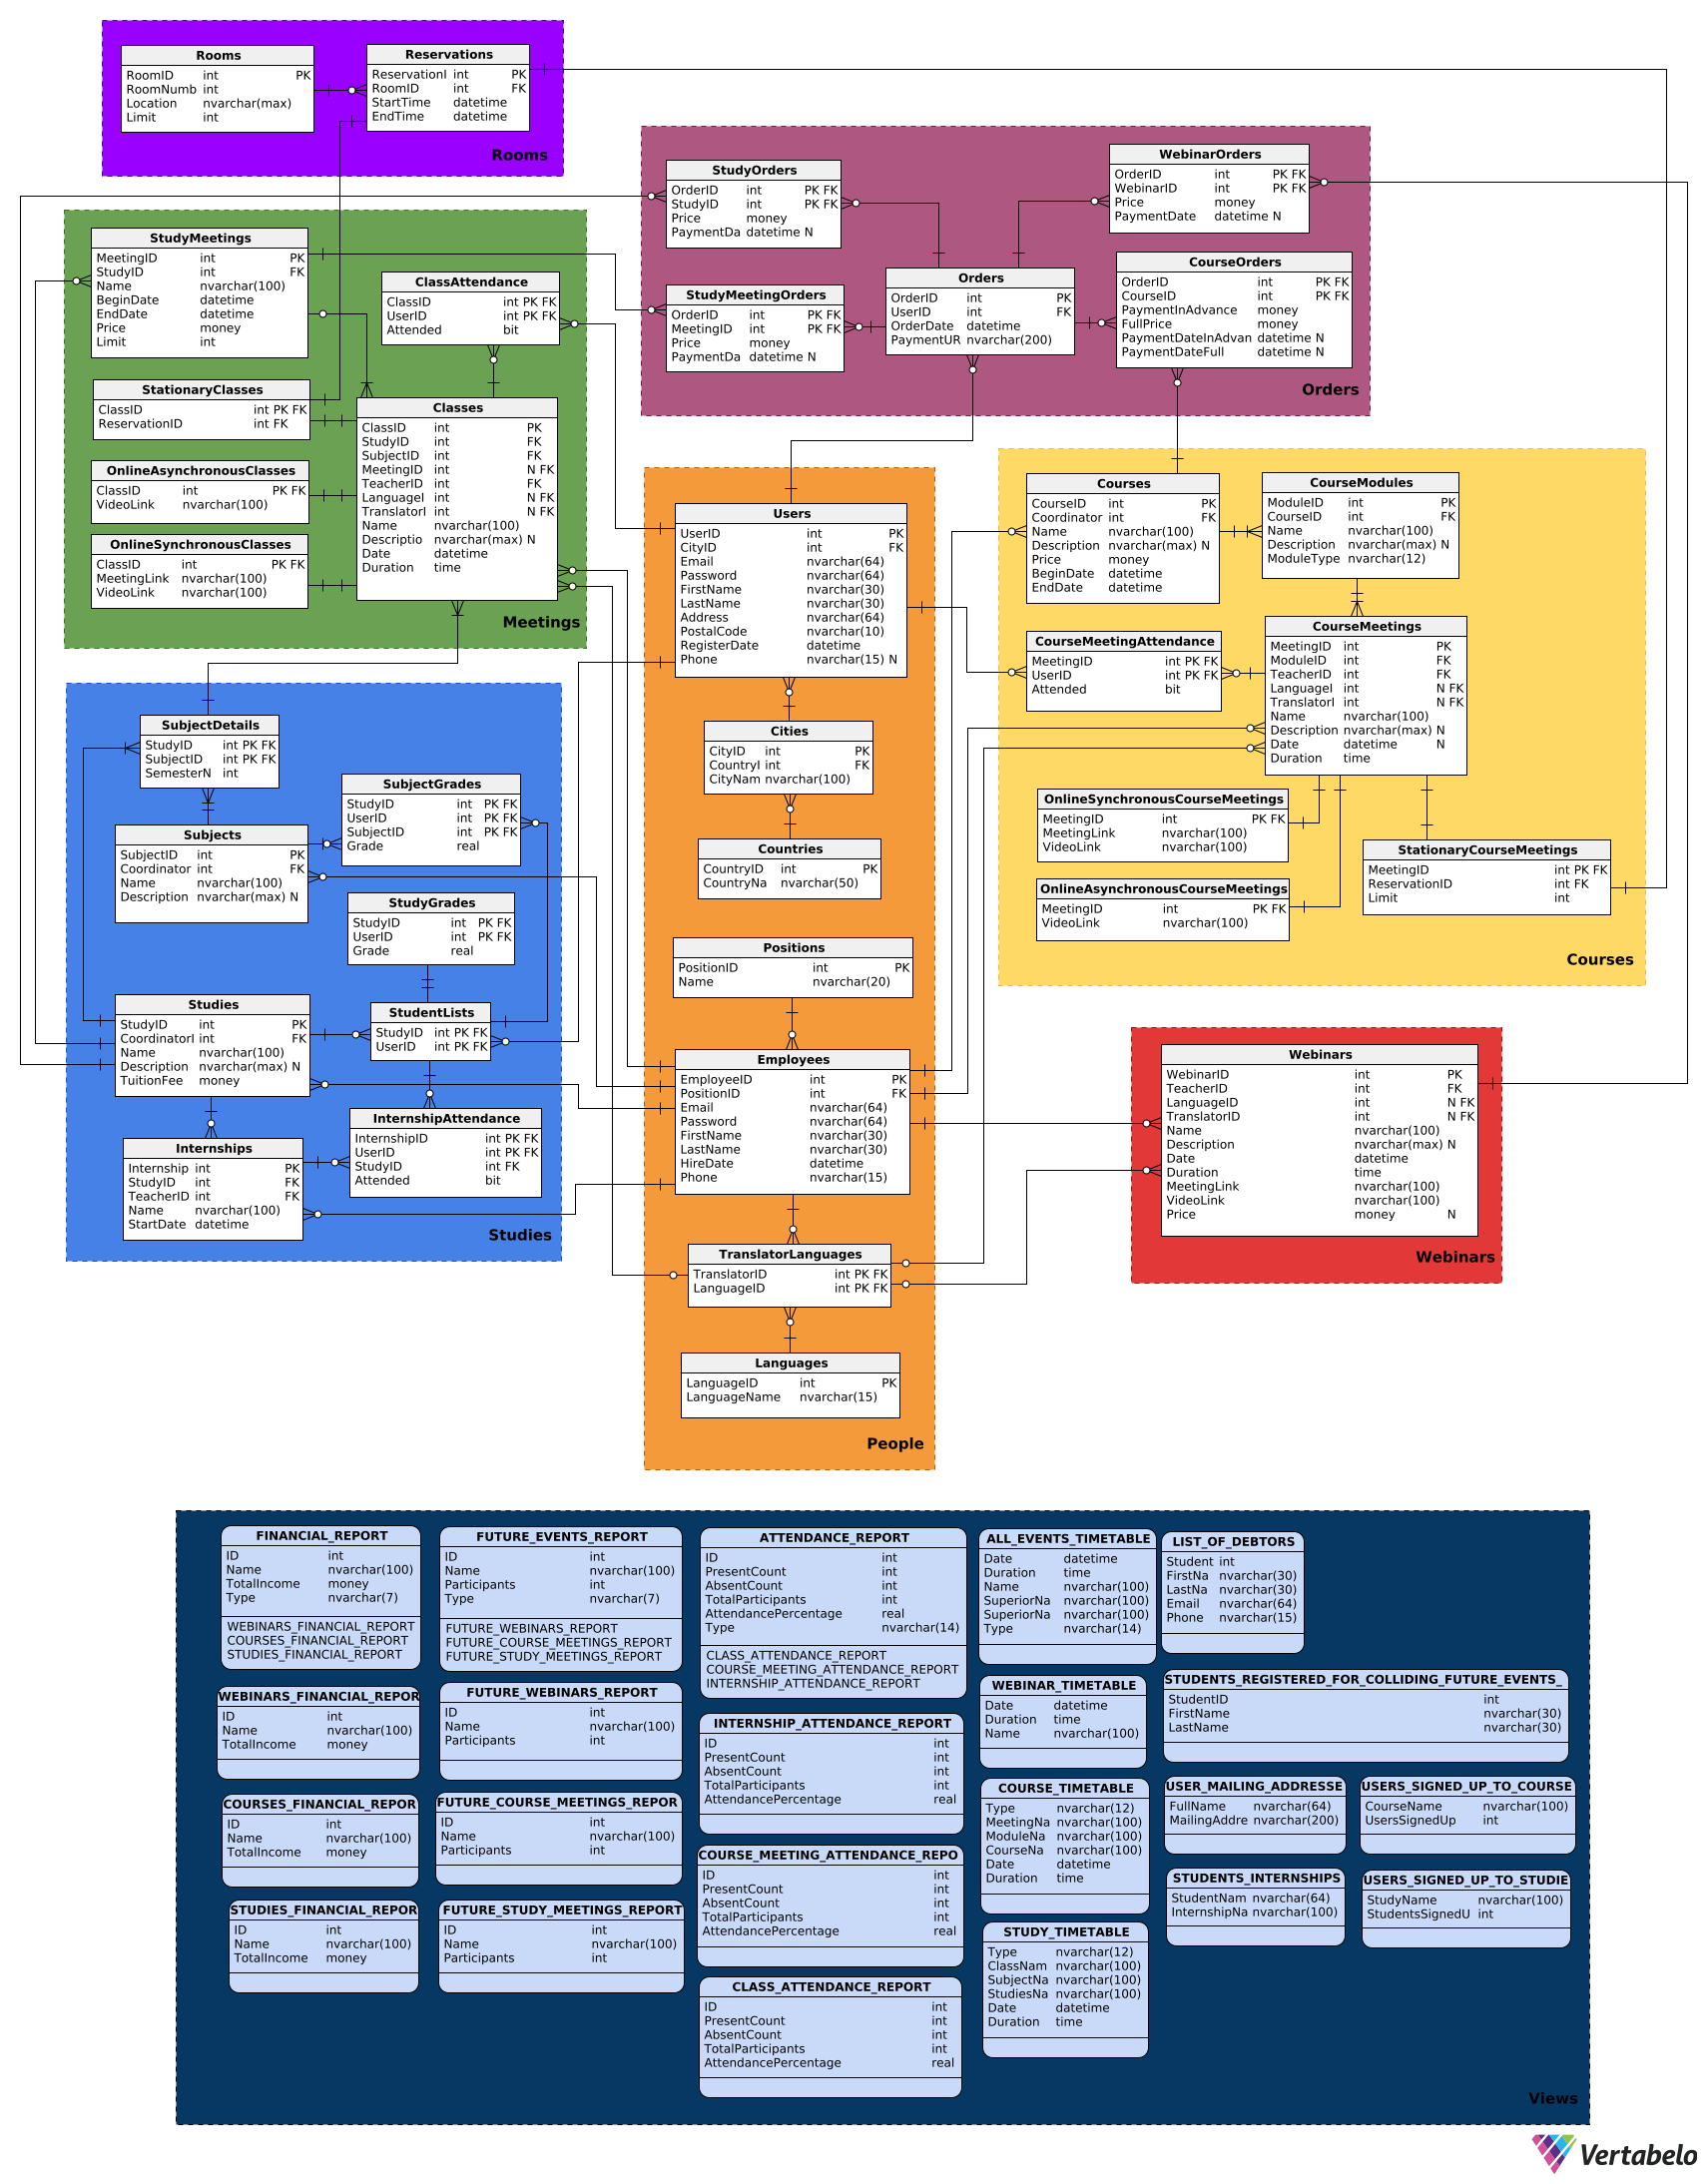 Rooms
RoomID int PK
RoomNumb int
Location nvarchar(max)
Limit int
Reservations
ReservationI int PK
RoomID int FK
StartTime datetime
EndTime datetime
Rooms
StudyOrders
OrderID int PK FK
StudyID int PK FK
Price money
PaymentDa datetime N
WebinarOrders
OrderID int PK FK
WebinarID int PK FK
Price money
PaymentDate datetime N
StudyMeetingOrders
OrderID int PK FK
MeetingID int PK FK
Price money
PaymentDa datetime N
Orders
OrderID int PK
UserID int FK
OrderDate datetime
PaymentUR nvarchar(200)
CourseOrders
OrderID int PK FK
CourseID int PK FK
PaymentInAdvance money
FullPrice money
PaymentDateInAdvan datetime N
PaymentDateFull datetime N
Orders
StudyMeetings
MeetingID int PK
StudyID int FK
Name nvarchar(100)
BeginDate datetime
EndDate datetime
Price money
Limit int
ClassAttendance
ClassID int PK FK
UserID int PK FK
Attended bit
StationaryClasses
ClassID int PK FK
ReservationID int FK
Classes
ClassID int PK
StudyID int FK
SubjectID int FK
MeetingID int N FK
TeacherID int FK
LanguageI int N FK
TranslatorI int N FK
Name nvarchar(100)
Descriptio nvarchar(max) N
Date datetime
Duration time
OnlineAsynchronousClasses
ClassID int PK FK
VideoLink nvarchar(100)
OnlineSynchronousClasses
ClassID int PK FK
MeetingLink nvarchar(100)
VideoLink nvarchar(100)
Meetings
Users
UserID int PK
CityID int FK
Email nvarchar(64)
Password nvarchar(64)
FirstName nvarchar(30)
LastName nvarchar(30)
Address nvarchar(64)
PostalCode nvarchar(10)
RegisterDate datetime
Phone nvarchar(15) N
Cities
CityID int PK
CountryI int FK
CityNam nvarchar(100)
Countries
CountryID int PK
CountryNa nvarchar(50)
Positions
PositionID int PK
Name nvarchar(20)
Employees
EmployeeID int PK
PositionID int FK
Email nvarchar(64)
Password nvarchar(64)
FirstName nvarchar(30)
LastName nvarchar(30)
HireDate datetime
Phone nvarchar(15)
TranslatorLanguages
TranslatorID int PK FK
LanguageID int PK FK
Languages
LanguageID int PK
LanguageName nvarchar(15)
People
Courses
CourseID int PK
Coordinator int FK
Name nvarchar(100)
Description nvarchar(max) N
Price money
BeginDate datetime
EndDate datetime
CourseModules
ModuleID int PK
CourseID int FK
Name nvarchar(100)
Description nvarchar(max) N
ModuleType nvarchar(12)
CourseMeetingAttendance
MeetingID int PK FK
UserID int PK FK
Attended bit
CourseMeetings
MeetingID int PK
ModuleID int FK
TeacherID int FK
LanguageI int N FK
TranslatorI int N FK
Name nvarchar(100)
Description nvarchar(max) N
Date datetime N
Duration time
OnlineSynchronousCourseMeetings
MeetingID int PK FK
MeetingLink nvarchar(100)
VideoLink nvarchar(100)
StationaryCourseMeetings
MeetingID int PK FK
ReservationID int FK
Limit int
OnlineAsynchronousCourseMeetings
MeetingID int PK FK
VideoLink nvarchar(100)
Courses
SubjectDetails
StudyID int PK FK
SubjectID int PK FK
SemesterN int
SubjectGrades
StudyID int PK FK
UserID int PK FK
SubjectID int PK FK
Grade real
Subjects
SubjectID int PK
Coordinator int FK
Name nvarchar(100)
Description nvarchar(max) N
StudyGrades
StudyID int PK FK
UserID int PK FK
Grade real
Studies
StudyID int PK
CoordinatorI int FK
Name nvarchar(100)
Description nvarchar(max) N
TuitionFee money
StudentLists
StudyID int PK FK
UserID int PK FK
Internships
Internship int PK
StudyID int FK
TeacherID int FK
Name nvarchar(100)
StartDate datetime
InternshipAttendance
InternshipID int PK FK
UserID int PK FK
StudyID int FK
Attended bit
Studies
Webinars
WebinarID int PK
TeacherID int FK
LanguageID int N FK
TranslatorID int N FK
Name nvarchar(100)
Description nvarchar(max) N
Date datetime
Duration time
MeetingLink nvarchar(100)
VideoLink nvarchar(100)
Price money N
Webinars
FINANCIAL_REPORT
ID int
Name nvarchar(100)
TotalIncome money
Type nvarchar(7)
WEBINARS_FINANCIAL_REPORT
COURSES_FINANCIAL_REPORT
STUDIES_FINANCIAL_REPORT
WEBINARS_FINANCIAL_REPOR
ID int
Name nvarchar(100)
TotalIncome money
COURSES_FINANCIAL_REPOR
ID int
Name nvarchar(100)
TotalIncome money
STUDIES_FINANCIAL_REPOR
ID int
Name nvarchar(100)
TotalIncome money
FUTURE_EVENTS_REPORT
ID int
Name nvarchar(100)
Participants int
Type nvarchar(7)
FUTURE_WEBINARS_REPORT
FUTURE_COURSE_MEETINGS_REPORT
FUTURE_STUDY_MEETINGS_REPORT
FUTURE_WEBINARS_REPORT
ID int
Name nvarchar(100)
Participants int
FUTURE_COURSE_MEETINGS_REPOR
ID int
Name nvarchar(100)
Participants int
FUTURE_STUDY_MEETINGS_REPORT
ID int
Name nvarchar(100)
Participants int
ATTENDANCE_REPORT
ID int
PresentCount int
AbsentCount int
TotalParticipants int
AttendancePercentage real
Type nvarchar(14)
CLASS_ATTENDANCE_REPORT
COURSE_MEETING_ATTENDANCE_REPORT
INTERNSHIP_ATTENDANCE_REPORT
INTERNSHIP_ATTENDANCE_REPORT
ID int
PresentCount int
AbsentCount int
TotalParticipants int
AttendancePercentage real
COURSE_MEETING_ATTENDANCE_REPO
ID int
PresentCount int
AbsentCount int
TotalParticipants int
AttendancePercentage real
CLASS_ATTENDANCE_REPORT
ID int
PresentCount int
AbsentCount int
TotalParticipants int
AttendancePercentage real
ALL_EVENTS_TIMETABLE
Date datetime
Duration time
Name nvarchar(100)
SuperiorNa nvarchar(100)
SuperiorNa nvarchar(100)
Type nvarchar(14)
WEBINAR_TIMETABLE
Date datetime
Duration time
Name nvarchar(100)
COURSE_TIMETABLE
Type nvarchar(12)
MeetingNa nvarchar(100)
ModuleNa nvarchar(100)
CourseNa nvarchar(100)
Date datetime
Duration time
STUDY_TIMETABLE
Type nvarchar(12)
ClassNam nvarchar(100)
SubjectNa nvarchar(100)
StudiesNa nvarchar(100)
Date datetime
Duration time
LIST_OF_DEBTORS
Student int
FirstNa nvarchar(30)
LastNa nvarchar(30)
Email nvarchar(64)
Phone nvarchar(15)
STUDENTS_REGISTERED_FOR_COLLIDING_FUTURE_EVENTS_
StudentID int
FirstName nvarchar(30)
LastName nvarchar(30)
USER_MAILING_ADDRESSE
FullName nvarchar(64)
MailingAddre nvarchar(200)
USERS_SIGNED_UP_TO_COURSE
CourseName nvarchar(100)
UsersSignedUp int
STUDENTS_INTERNSHIPS
StudentNam nvarchar(64)
InternshipNa nvarchar(100)
USERS_SIGNED_UP_TO_STUDIE
StudyName nvarchar(100)
StudentsSignedU int
Views
Vertabelo